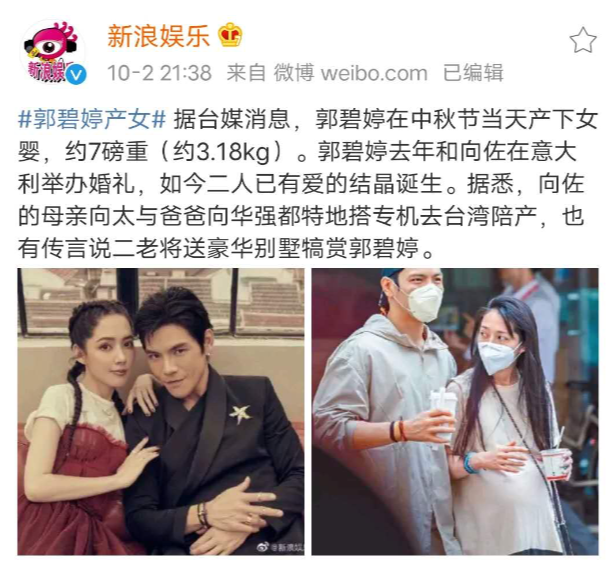 新浪娱乐
10-2 21:38 来自 微博 weibo.com 已编辑
#郭碧婷产女# 据台媒消息，郭碧婷在中秋节当天产下女
婴，约7磅重（约3.18kg）。郭碧婷去年和向佐在意大
利举办婚礼，如今二人已有爱的结晶诞生。据悉，向佐
的母亲向太与爸爸向华强都特地搭专机去台湾陪产，也
有传言说二老将送豪华别墅犒赏郭碧婷。
新浪娱